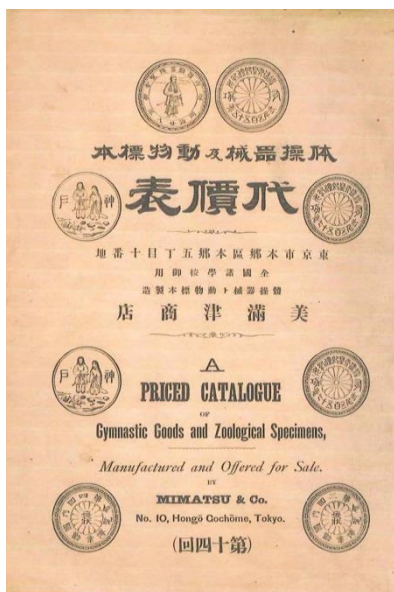 体操器械及動物標本
神戸
代價表
東京市本郷區本郷五丁目十番地
全國諸學校御用
體操器械ト動物標本製造
美滿津商店
神戸
A
PRICED CATALOGUE
OF
Gymnastic Goods and Zoological Specimens,
Manufactured and Offered for Sale.
BY
MIMATSU & Co.
No. 10, Hongō Gochōme, Tokyo.
(第十四回)